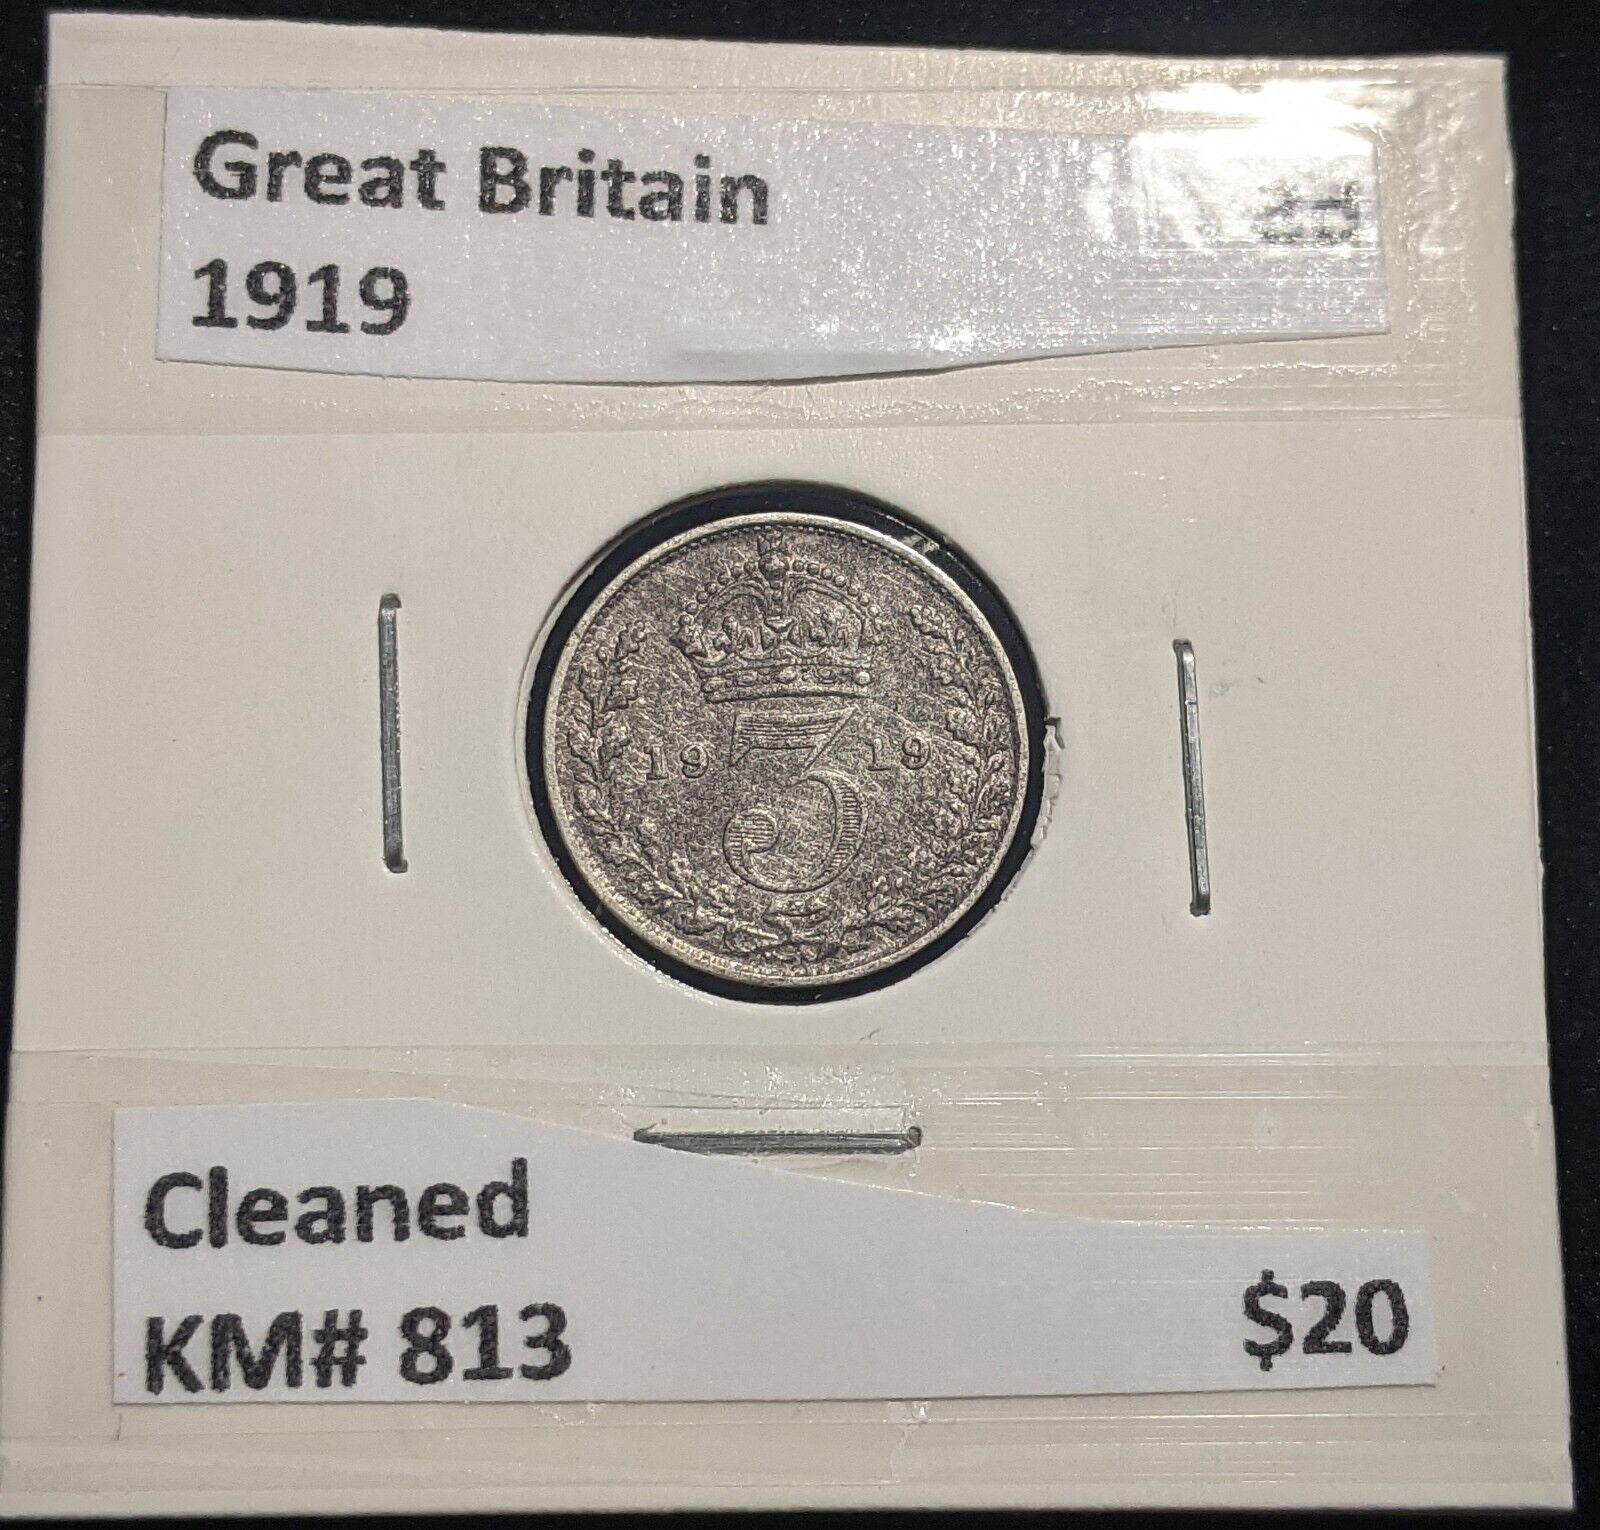 Great Britain
1919
19 3 19
Cleaned
KM# 813 $20